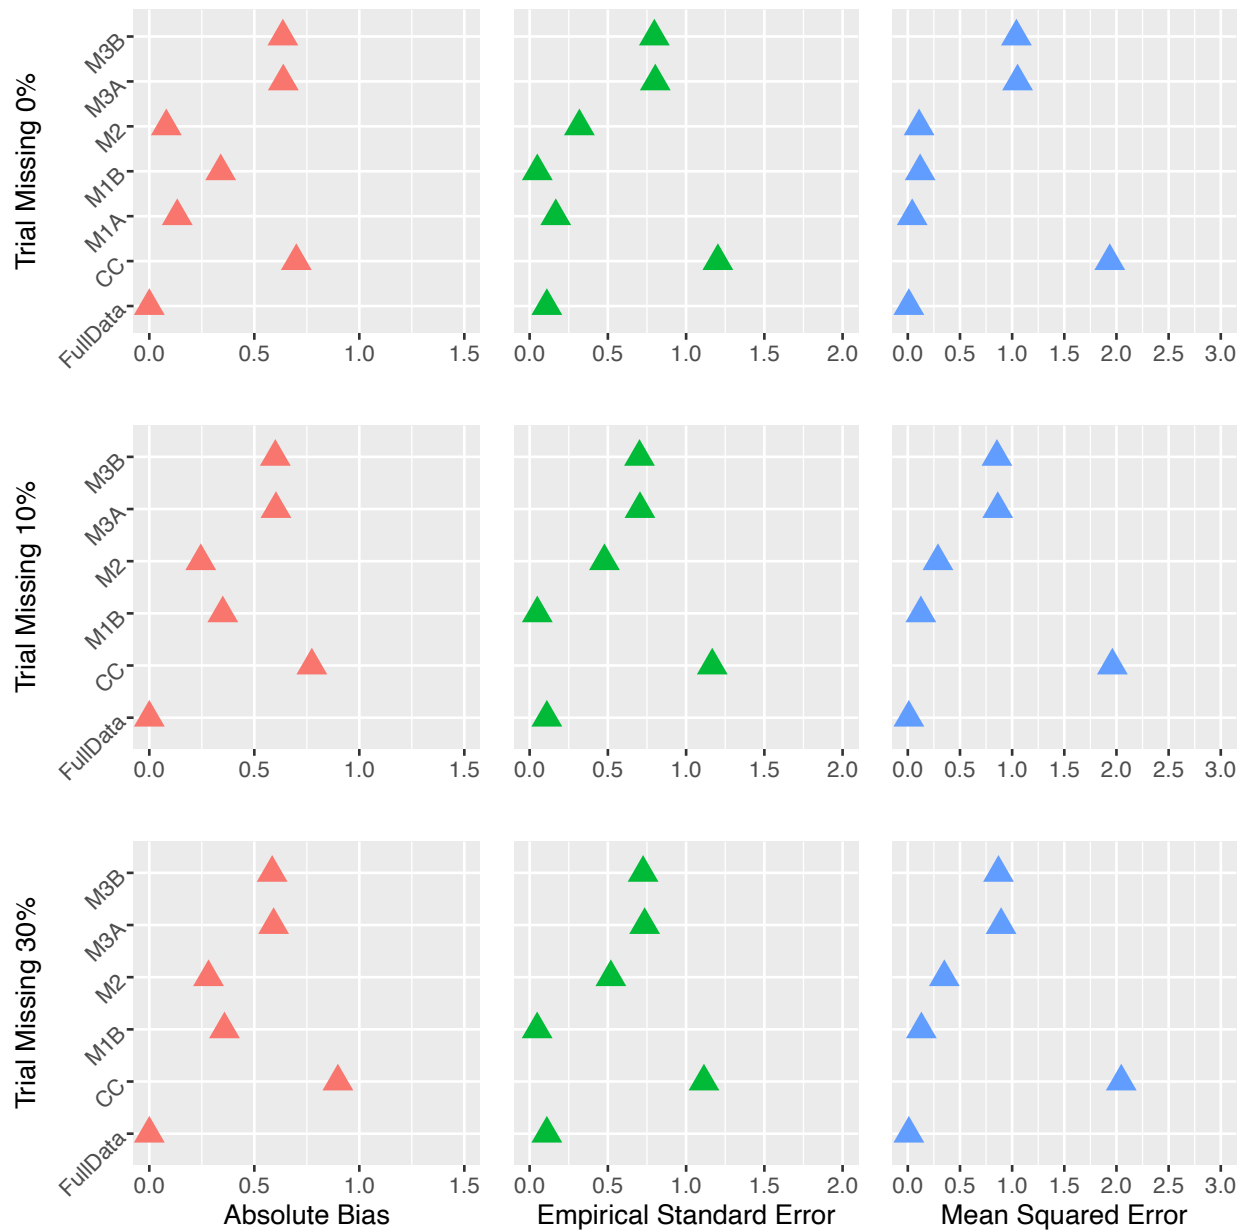 Trial Missing 0%
M3B
M3A
M2
M1B
M1A
CC
FullData
0.0 0.5 1.0 1.5
0.0 0.5 1.0 1.5 2.0
0.0 0.5 1.0 1.5 2.0 2.5 3.0
Trial Missing 10%
M3B
M3A
M2
M1B
CC
FullData
0.0 0.5 1.0 1.5
0.0 0.5 1.0 1.5 2.0
0.0 0.5 1.0 1.5 2.0 2.5 3.0
Trial Missing 30%
M3B
M3A
M2
M1B
CC
FullData
0.0 0.5 1.0 1.5
0.0 0.5 1.0 1.5 2.0
0.0 0.5 1.0 1.5 2.0 2.5 3.0
Absolute Bias
Empirical Standard Error
Mean Squared Error